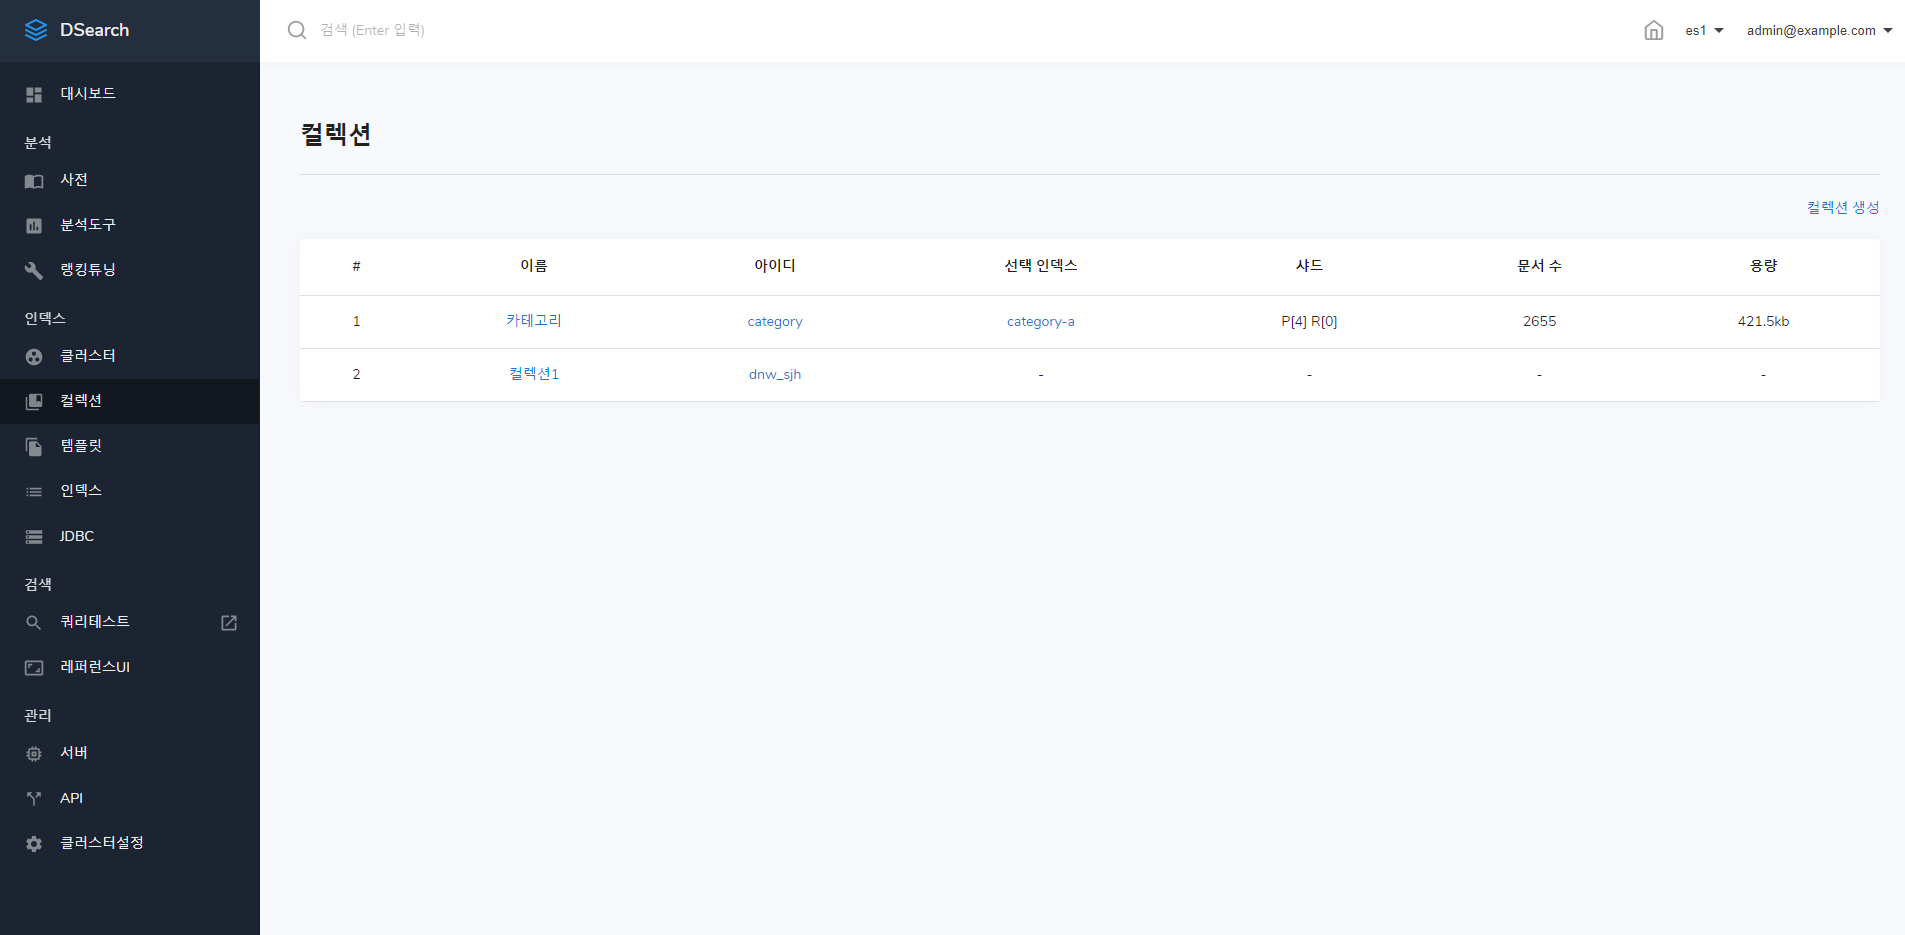 DSearch
검색 (Enter 입력)
es1
admin@example.com
대시보드
분석
사전
분석도구
랭킹튜닝
인덱스
클러스터
컬렉션
템플릿
인덱스
JDBC
검색
쿼리테스트
레퍼런스UI
관리
서버
API
클러스터설정
컬렉션
컬렉션 생성
# 이름 아이디 선택 인덱스 샤드 문서 수 용량
1 카테고리 category category-a P[4] R[0] 2655 421.5kb
2 컬렉션1 dnw_sjh - - - -